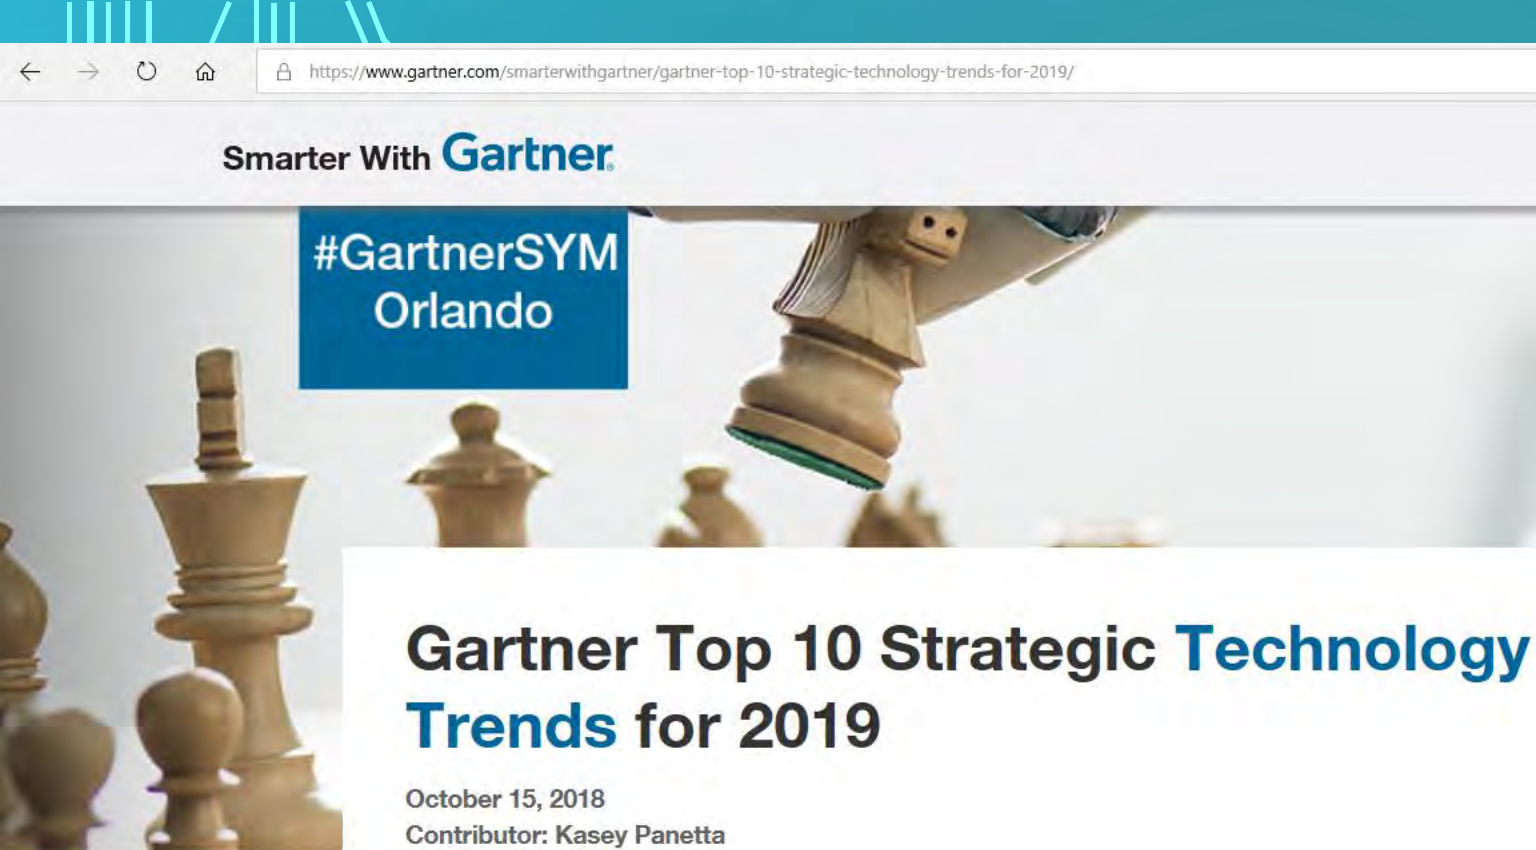 https://www.gartner.com/smarterwithgartner/gartner-top-10-strategic-technology-trends-for-2019/
Smarter With Gartner®
#GartnerSYM
Orlando
Gartner Top 10 Strategic Technology
Trends for 2019
October 15, 2018
Contributor: Kasey Panetta